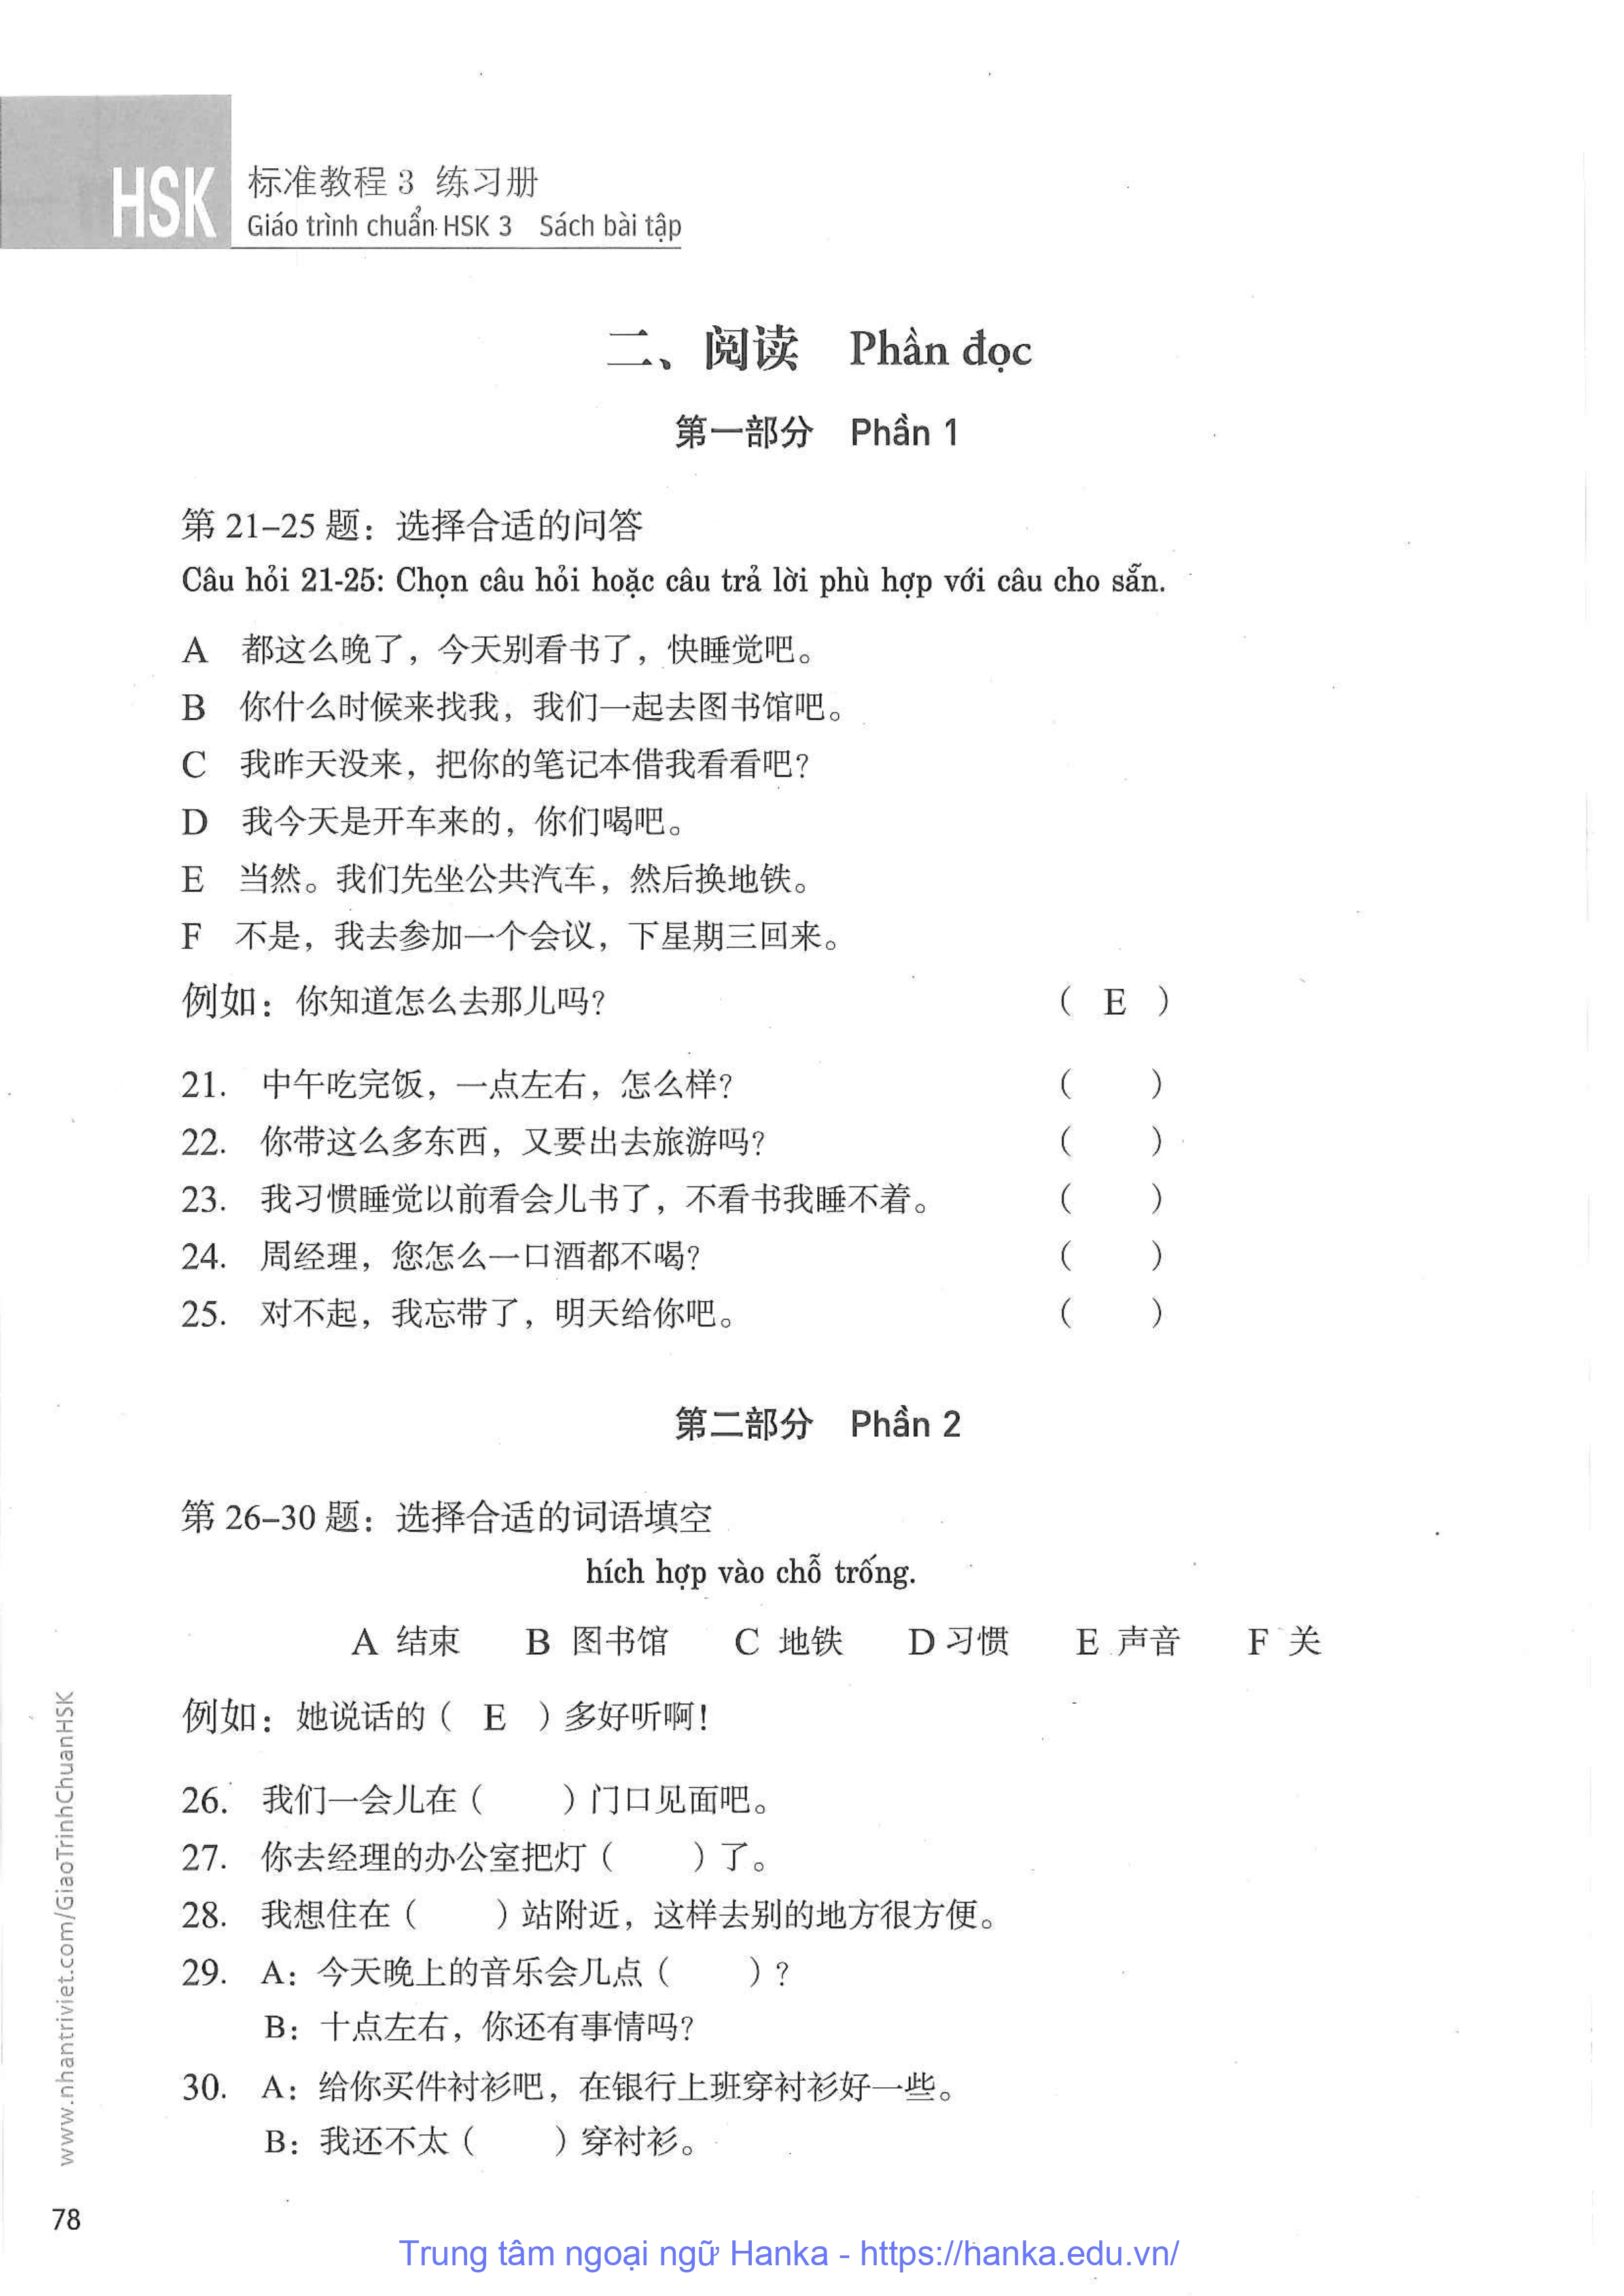 HSK 标准教程 3 练习册
Giáo trình chuẩn HSK 3 Sách bài tập
二、阅读 Phần đọc
第一部分 Phần 1
第 21–25 题：选择合适的问答
Câu hỏi 21-25: Chọn câu hỏi hoặc câu trả lời phù hợp với câu cho sẵn.
A 都这么晚了，今天别看书了，快睡觉吧。
B 你什么时候来找我，我们一起去图书馆吧。
C 我昨天没来，把你的笔记本借我看看吧？
D 我今天是开车来的，你们喝吧。
E 当然。我们先坐公共汽车，然后换地铁。
F 不是，我去参加一个会议，下星期三回来。
例如：你知道怎么去那儿吗？ （ E ）
21. 中午吃完饭，一点左右，怎么样？ （ ）
22. 你带这么多东西，又要出去旅游吗？ （ ）
23. 我习惯睡觉以前看会儿书了，不看书我睡不着。 （ ）
24. 周经理，您怎么一口酒都不喝？ （ ）
25. 对不起，我忘带了，明天给你吧。 （ ）
第二部分 Phần 2
第 26–30 题：选择合适的词语填空
hích hợp vào chỗ trống.
A 结束 B 图书馆 C 地铁 D 习惯 E 声音 F 关
例如：她说话的（ E ）多好听啊！
26. 我们一会儿在（ ）门口见面吧。
27. 你去经理的办公室把灯（ ）了。
28. 我想住在（ ）站附近，这样去别的地方很方便。
29. A：今天晚上的音乐会几点（ ）？
B：十点左右，你还有事情吗？
30. A：给你买件衬衫吧，在银行上班穿衬衫好一些。
B：我还不太（ ）穿衬衫。
www.nhantriviet.com/GiaoTrinhChuanHSK
78
Trung tâm ngoại ngữ Hanka - https://hanka.edu.vn/